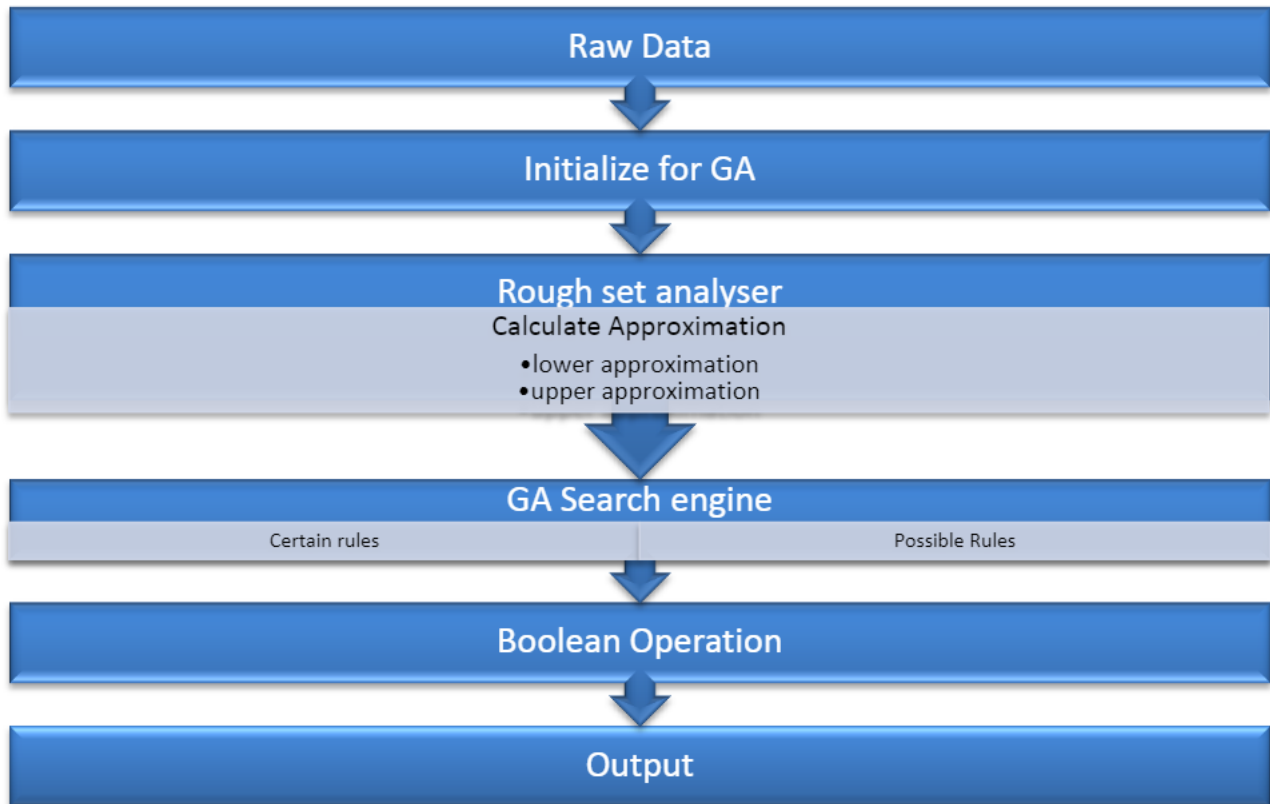 Raw Data
Initialize for GA
Rough set analyser
Calculate Approximation
•lower approximation
•upper approximation
GA Search engine
Certain rules
Possible Rules
Boolean Operation
Output